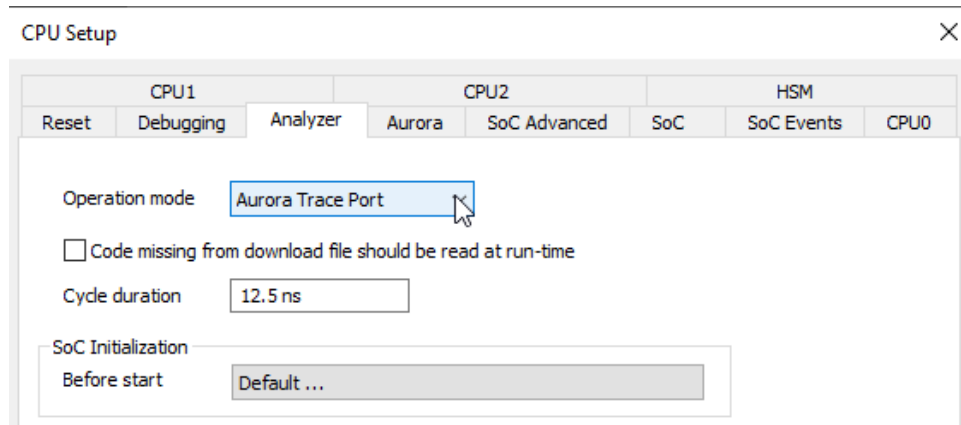 CPU Setup
CPU1 CPU2 HSM
Reset Debugging Analyzer Aurora SoC Advanced SoC SoC Events CPU0
Operation mode Aurora Trace Port
Code missing from download file should be read at run-time
Cycle duration 12.5 ns
SoC Initialization
Before start Default ...